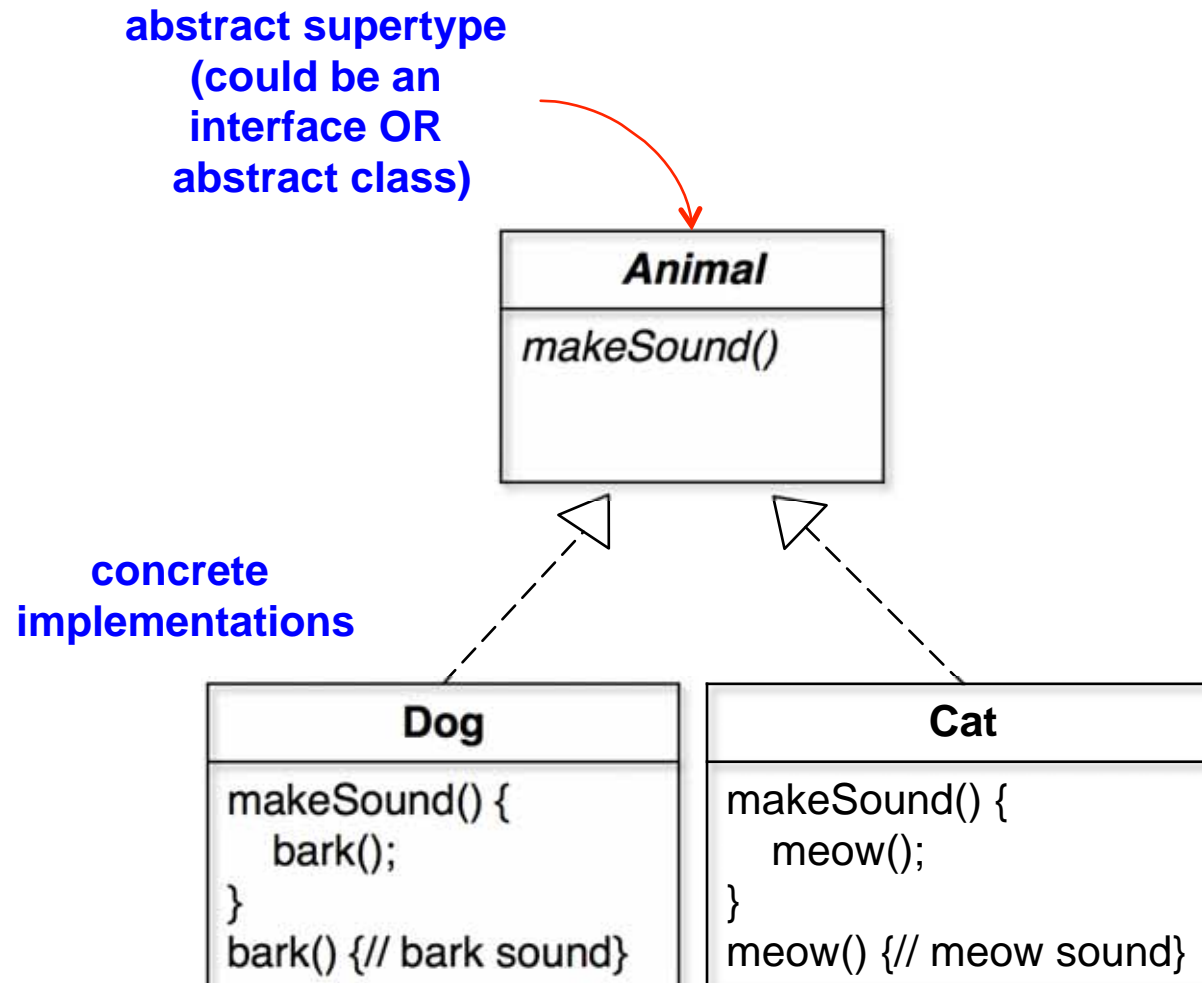 abstract supertype
(could be an
interface OR
abstract class)
Animal
makeSound()
concrete
implementations
Dog
makeSound() {
bark();
}
bark() {// bark sound}
Cat
makeSound() {
meow();
}
meow() {// meow sound}